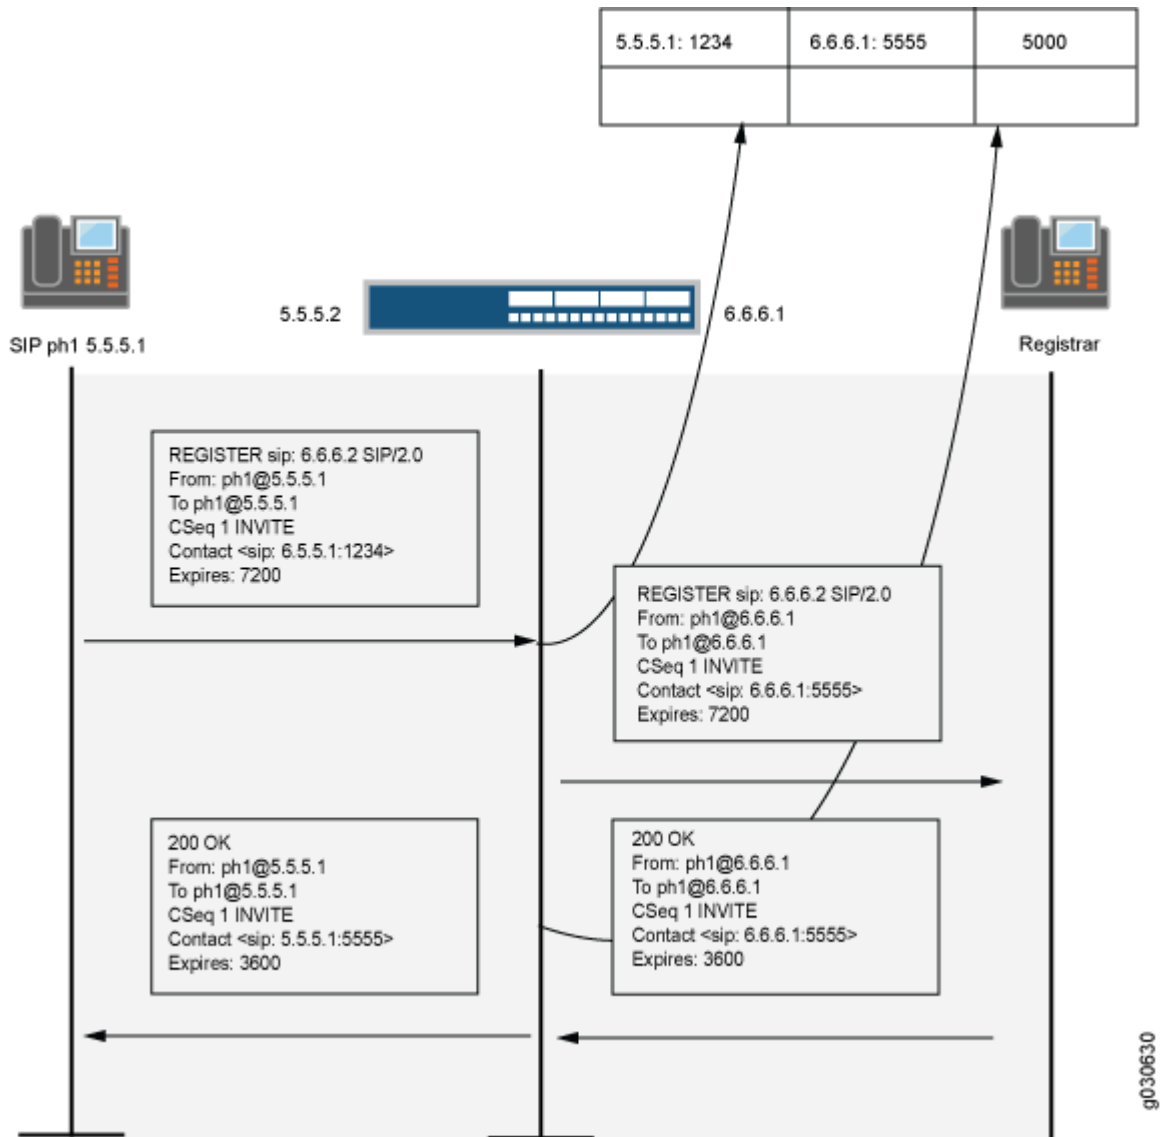 5.5.5.1: 1234 6.6.6.1: 5555 5000
5.5.5.2
6.6.6.1
SIP ph1 5.5.5.1
Registrar
REGISTER sip: 6.6.6.2 SIP/2.0
From: ph1@5.5.5.1
To ph1@5.5.5.1
CSeq 1 INVITE
Contact <sip: 6.5.5.1:1234>
Expires: 7200
REGISTER sip: 6.6.6.2 SIP/2.0
From: ph1@6.6.6.1
To ph1@6.6.6.1
CSeq 1 INVITE
Contact <sip: 6.6.6.1:5555>
Expires: 7200
200 OK
From: ph1@5.5.5.1
To ph1@5.5.5.1
CSeq 1 INVITE
Contact <sip: 5.5.5.1:5555>
Expires: 3600
200 OK
From: ph1@6.6.6.1
To ph1@6.6.6.1
CSeq 1 INVITE
Contact <sip: 6.6.6.1:5555>
Expires: 3600
g030630